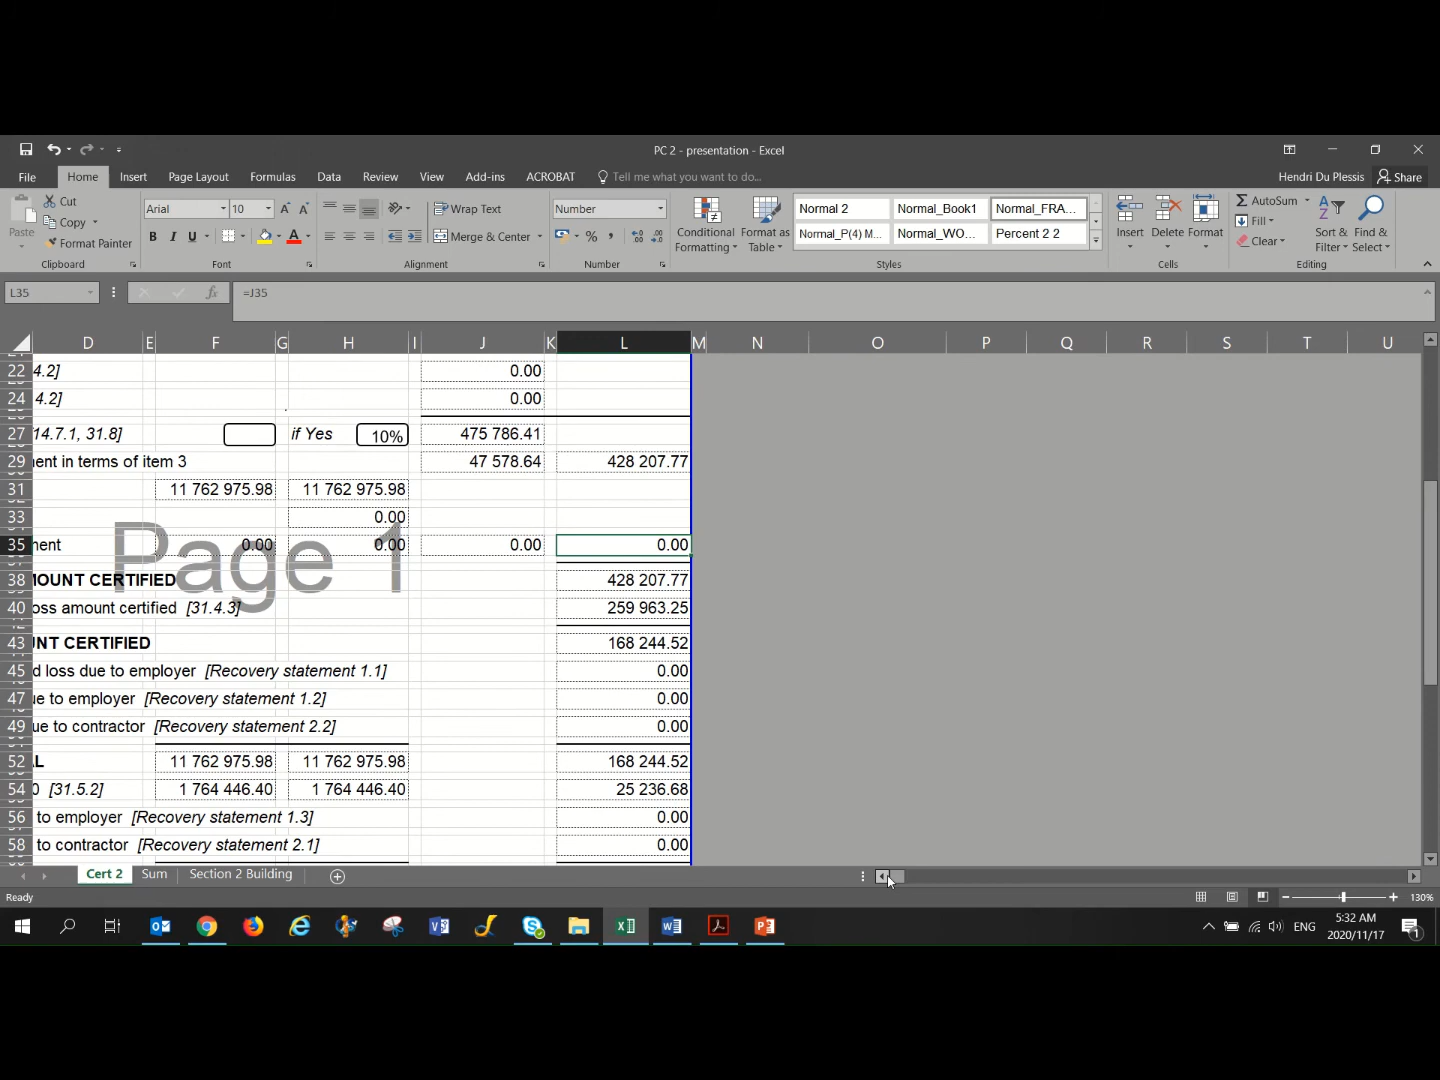 PC 2 - presentation - Excel
File Home Insert Page Layout Formulas Data Review View Add-ins ACROBAT Tell me what you want to do... Hendri Du Plessis Share
Cut Arial 10 Wrap Text Number AutoSum
Paste Copy Normal 2 Normal_Book1 Normal_FRA... Fill
Format Painter B I U Merge & Center % Conditional Formatting Format as Table Normal_P(4) M... Normal_WO... Percent 2 2 Insert Delete Format Clear Sort & Filter Find & Select
Clipboard Font Alignment Number Styles Cells Editing
L35 fx =J35
D E F G H I J K L M N O P Q R S T U
22 4.2] 0.00
24 4.2] 0.00
27 14.7.1, 31.8] if Yes 10% 475 786.41
29 ent in terms of item 3 47 578.64 428 207.77
31 11 762 975.98 11 762 975.98
33 0.00
Page 1
35 nent 0.00 0.00 0.00 0.00
38 MOUNT CERTIFIED 428 207.77
40 oss amount certified [31.4.3] 259 963.25
43 UNT CERTIFIED 168 244.52
45 d loss due to employer [Recovery statement 1.1] 0.00
47 ue to employer [Recovery statement 1.2] 0.00
49 ue to contractor [Recovery statement 2.2] 0.00
52 L 11 762 975.98 11 762 975.98 168 244.52
54 0 [31.5.2] 1 764 446.40 1 764 446.40 25 236.68
56 to employer [Recovery statement 1.3] 0.00
58 to contractor [Recovery statement 2.1] 0.00
Cert 2 Sum Section 2 Building
Ready 130%
ENG 5:32 AM
2020/11/17